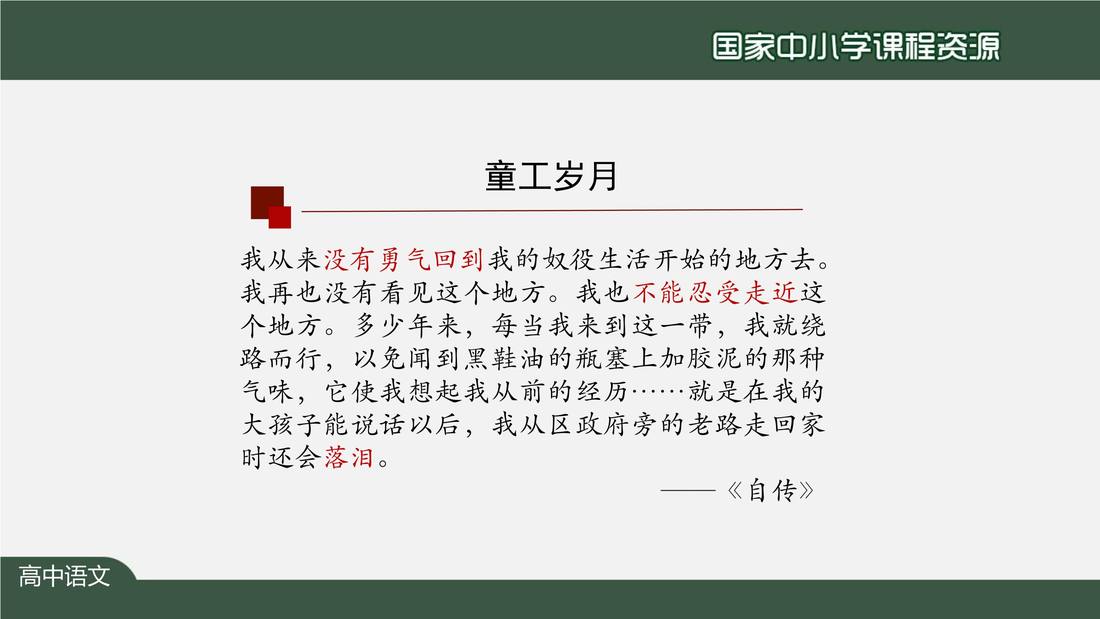 国家中小学课程资源
童工岁月
我从来没有勇气回到我的奴役生活开始的地方去。
我再也没有看见这个地方。我也不能忍受走近这
个地方。多少年来，每当我来到这一带，我就绕
路而行，以免闻到黑鞋油的瓶塞上加胶泥的那种
气味，它使我想起我从前的经历……就是在我的
大孩子能说话以后，我从区政府旁的老路走回家
时还会落泪。
——《自传》
高中语文